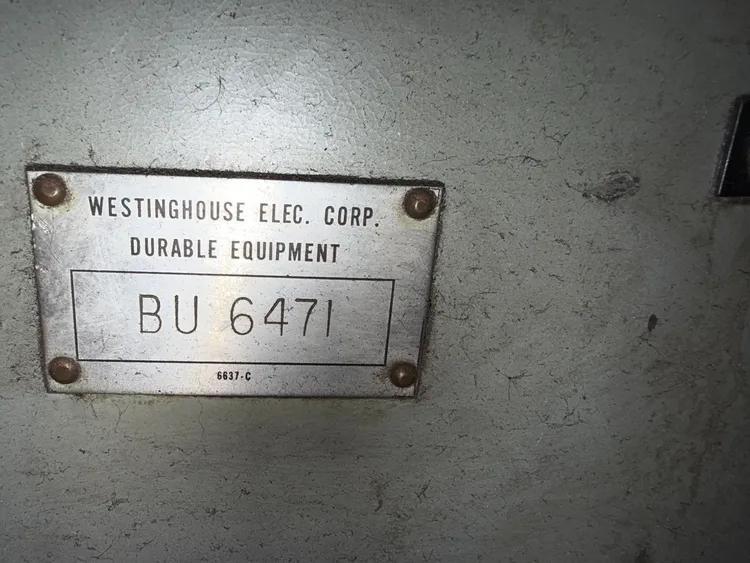 WESTINGHOUSE ELEC. CORP.
DURABLE EQUIPMENT
BU 6471
6637-C